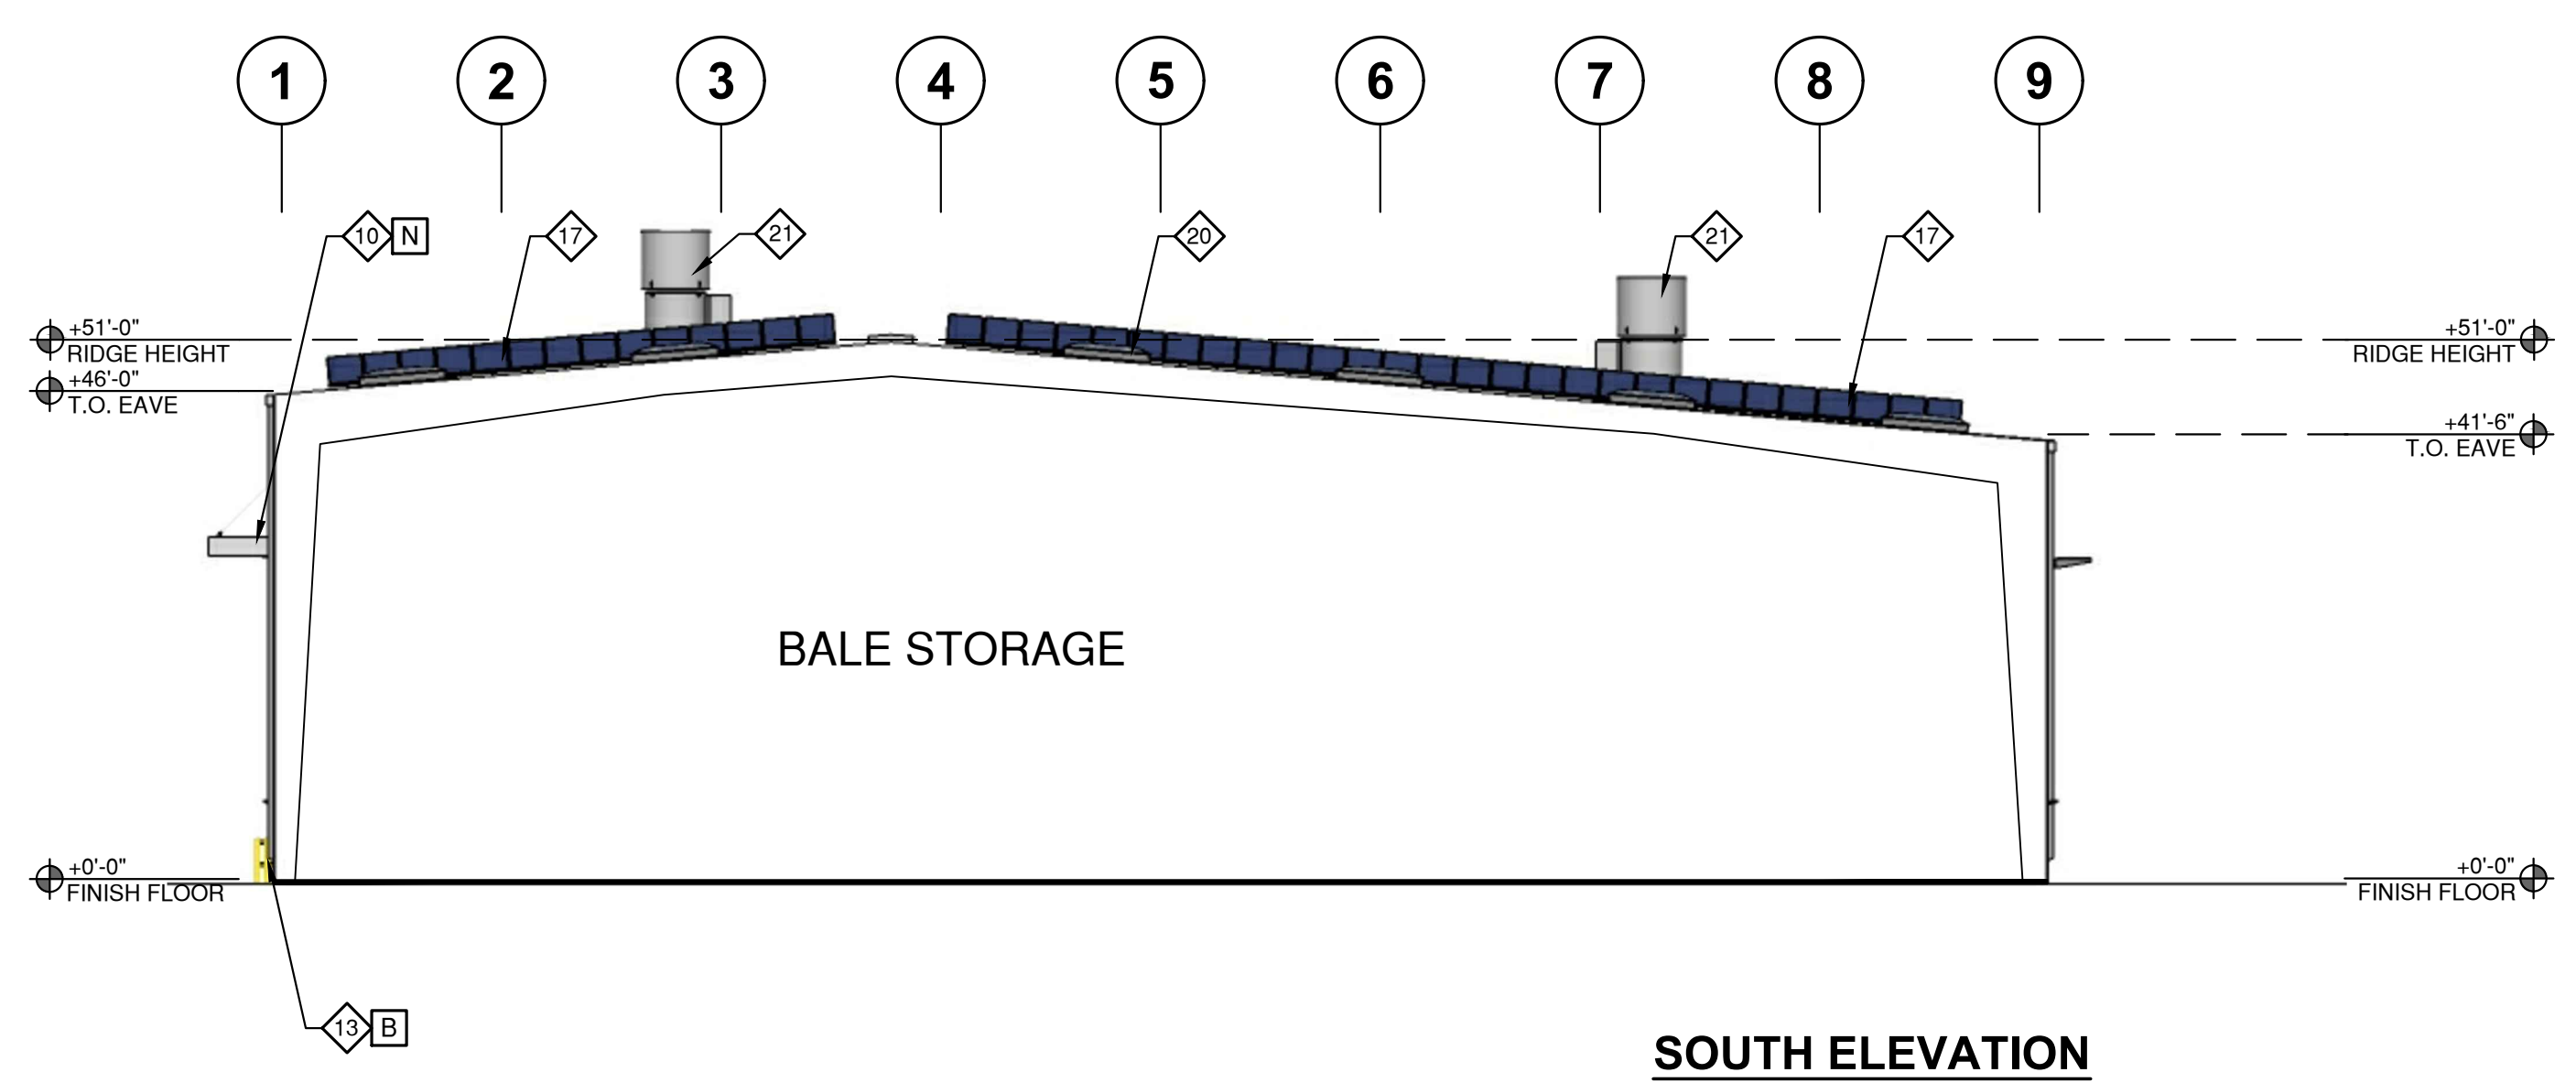 1 2 3 4 5 6 7 8 9
10 N 17 21 20 21 17
+51'-0"
RIDGE HEIGHT
+46'-0"
T.O. EAVE
+51'-0"
RIDGE HEIGHT
+41'-6"
T.O. EAVE
BALE STORAGE
+0'-0"
FINISH FLOOR
+0'-0"
FINISH FLOOR
13 B
SOUTH ELEVATION